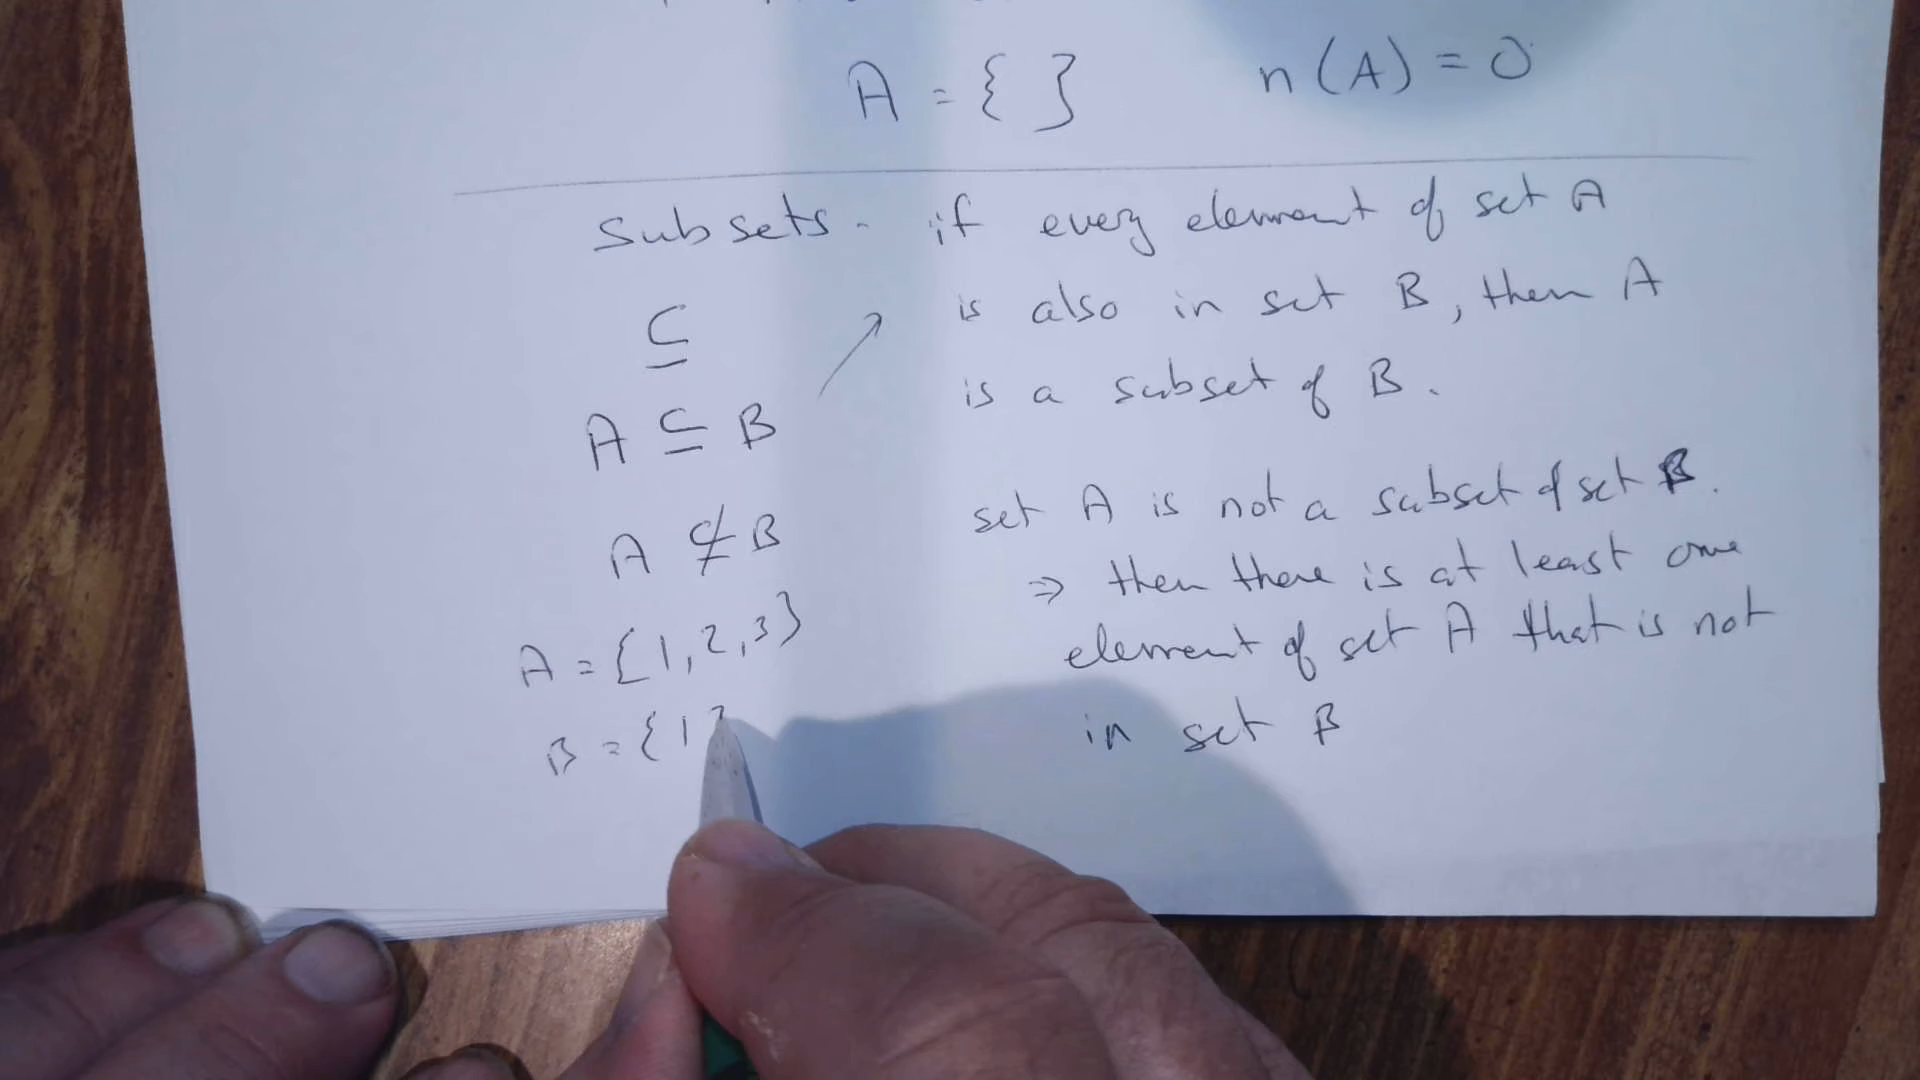 A = { } n(A) = 0
Subsets - if every element of set A
is also in set B, then A
⊆
is a subset of B.
A ⊆ B
set A is not a subset of set B.
A ⊈ B
⇒ then there is at least one
element of set A that is not
A = {1, 2, 3}
in set B
B = {1 2